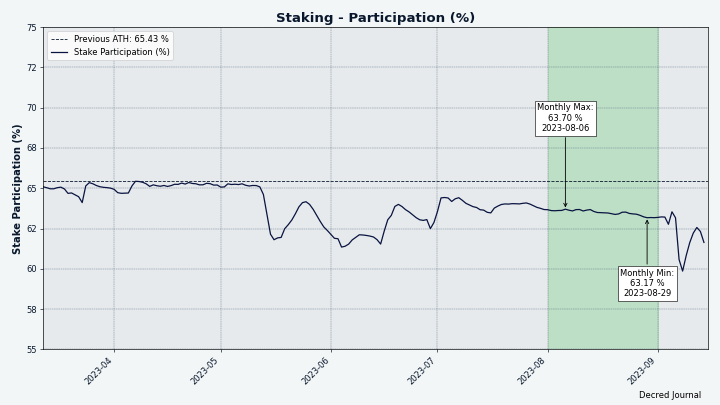 Staking - Participation (%)
Previous ATH: 65.43 %
Stake Participation (%)
Stake Participation (%)
75
72
70
68
65
62
60
58
55
Monthly Max:
63.70 %
2023-08-06
Monthly Min:
63.17 %
2023-08-29
2023-04
2023-05
2023-06
2023-07
2023-08
2023-09
Decred Journal